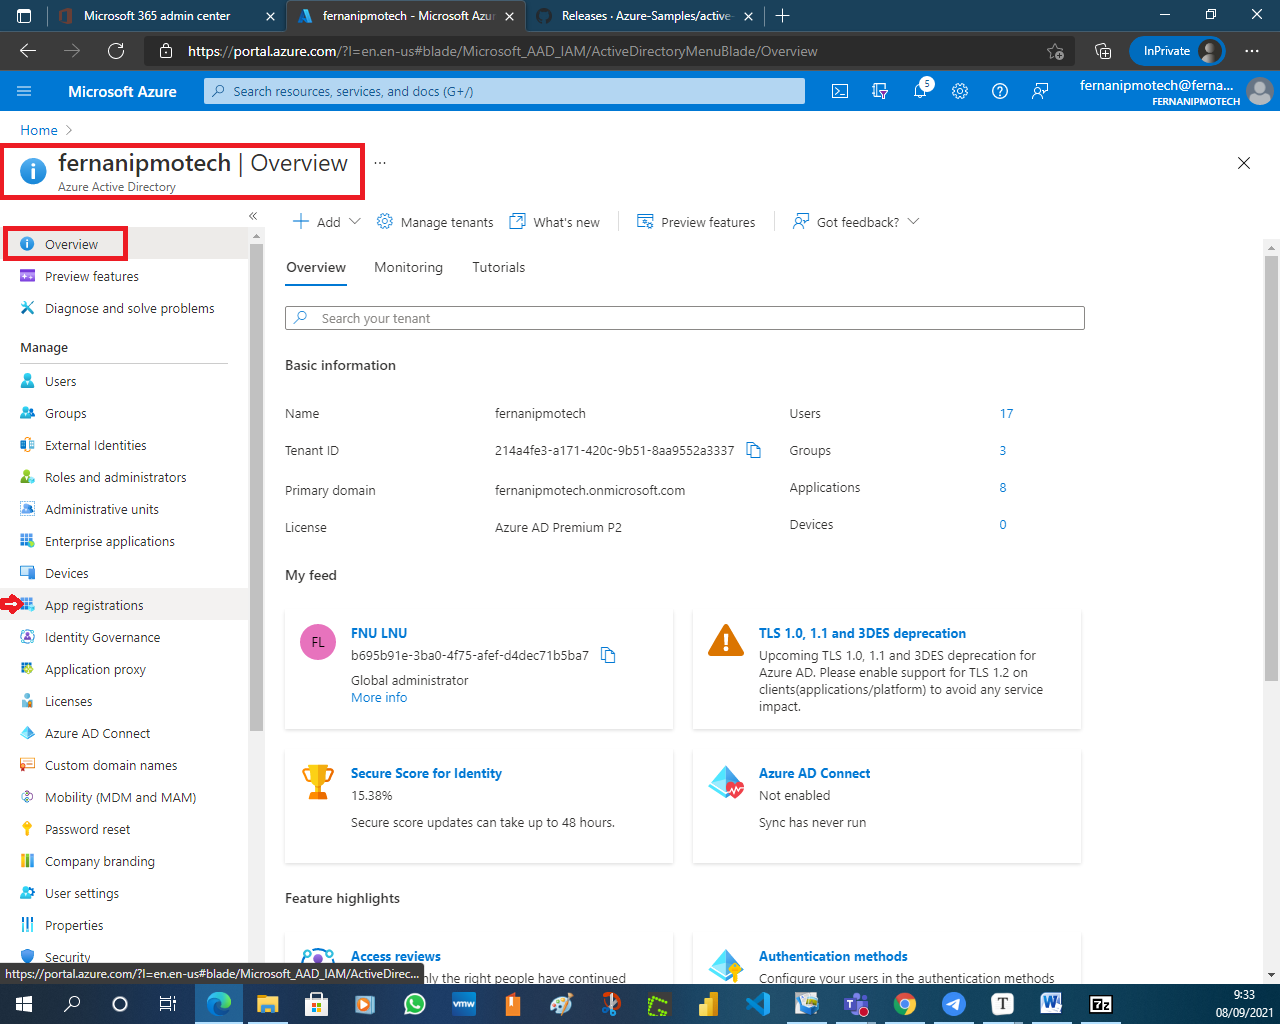 Microsoft 365 admin center
fernanipmotech - Microsoft Azur
Releases · Azure-Samples/active-
https://portal.azure.com/?l=en.en-us#blade/Microsoft_AAD_IAM/ActiveDirectoryMenuBlade/Overview
InPrivate
Microsoft Azure
Search resources, services, and docs (G+/)
5
fernanipmotech@ferna...
FERNANIPMOTECH
Home
fernanipmotech | Overview
...
Azure Active Directory
Add
Manage tenants
What's new
Preview features
Got feedback?
Overview
Preview features
Diagnose and solve problems
Manage
Users
Groups
External Identities
Roles and administrators
Administrative units
Enterprise applications
Devices
App registrations
Identity Governance
Application proxy
Licenses
Azure AD Connect
Custom domain names
Mobility (MDM and MAM)
Password reset
Company branding
User settings
Properties
Security
https://portal.azure.com/?l=en.en-us#blade/Microsoft_AAD_IAM/ActiveDirec...
Overview
Monitoring
Tutorials
Search your tenant
Basic information
Name
fernanipmotech
Users
17
Tenant ID
214a4fe3-a171-420c-9b51-8aa9552a3337
Groups
3
Primary domain
fernanipmotech.onmicrosoft.com
Applications
8
License
Azure AD Premium P2
Devices
0
My feed
FL
FNU LNU
b695b91e-3ba0-4f75-afef-d4dec71b5ba7
Global administrator
More info
TLS 1.0, 1.1 and 3DES deprecation
Upcoming TLS 1.0, 1.1 and 3DES deprecation for
Azure AD. Please enable support for TLS 1.2 on
clients(applications/platform) to avoid any service
impact.
Secure Score for Identity
15.38%
Secure score updates can take up to 48 hours.
Azure AD Connect
Not enabled
Sync has never run
Feature highlights
Access reviews
only the right people have continued
Authentication methods
Configure your users in the authentication methods
vmw
T
W
7z
9:33
08/09/2021